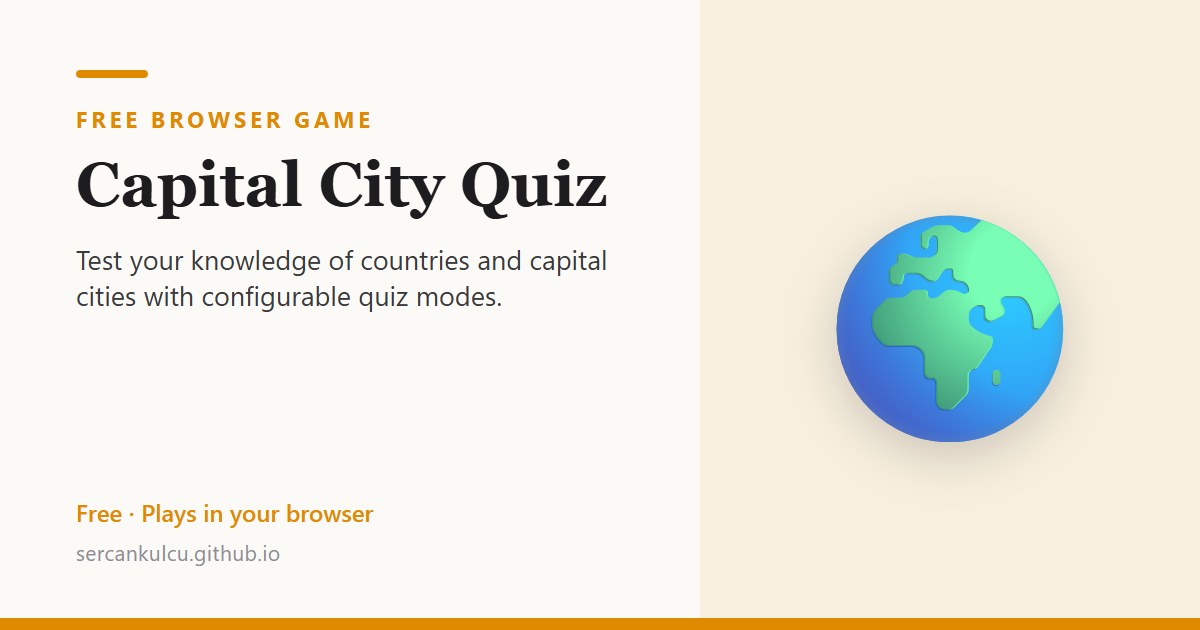 FREE BROWSER GAME
Capital City Quiz
Test your knowledge of countries and capital
cities with configurable quiz modes.
Free · Plays in your browser
sercankulcu.github.io